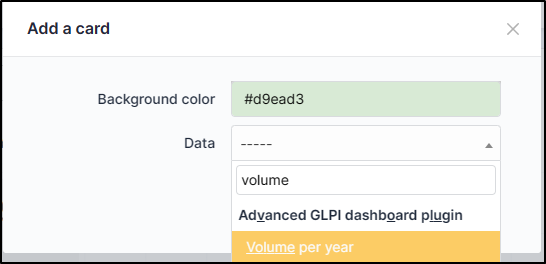 Add a card
Background color
#d9ead3
Data
-----
volume
Advanced GLPI dashboard plugin
Volume per year